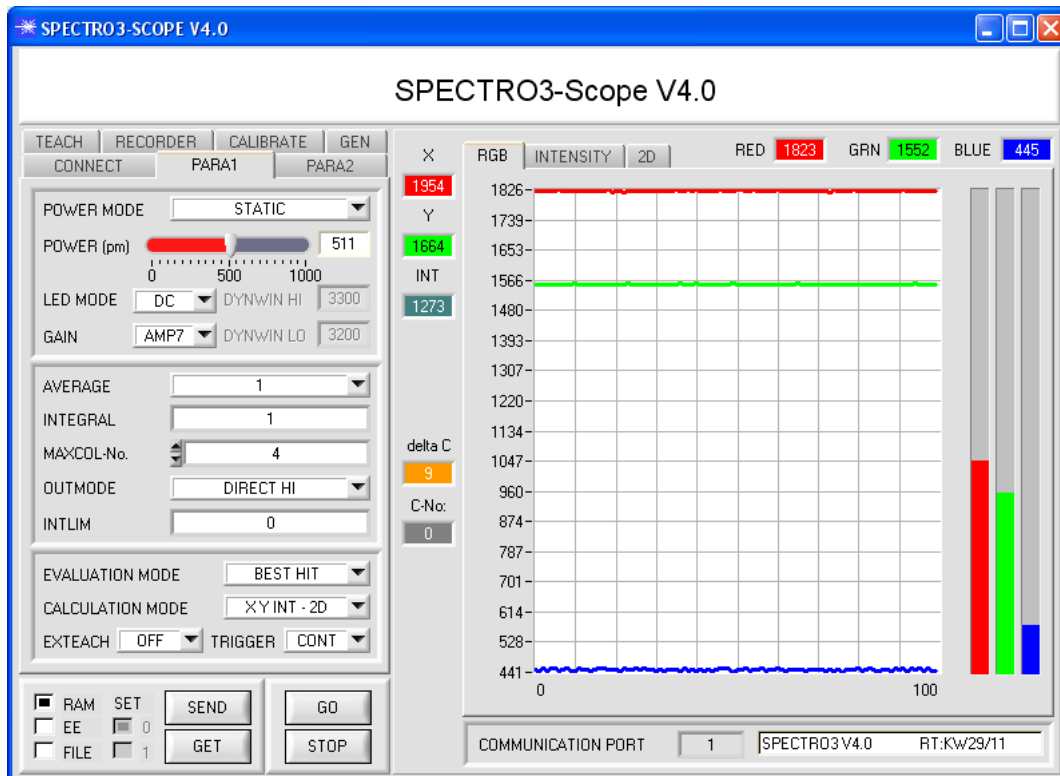 SPECTRO3-SCOPE V4.0
SPECTRO3-Scope V4.0
TEACH RECORDER CALIBRATE GEN
CONNECT PARA1 PARA2
POWER MODE STATIC
POWER (pm) 511
0 500 1000
LED MODE DC DYNWIN HI 3300
GAIN AMP7 DYNWIN LO 3200
AVERAGE 1
INTEGRAL 1
MAXCOL-No. 4
OUTMODE DIRECT HI
INTLIM 0
EVALUATION MODE BEST HIT
CALCULATION MODE X Y INT - 2D
EXTEACH OFF TRIGGER CONT
RAM SET SEND GO
EE 0
FILE 1 GET STOP
X
1954
Y
1664
INT
1273
delta C
9
C-No:
0
RGB INTENSITY 2D RED 1823 GRN 1552 BLUE 445
1826
1739
1653
1566
1480
1393
1307
1220
1134
1047
960
874
787
701
614
528
441
0 100
COMMUNICATION PORT 1 SPECTRO3 V4.0 RT:KW29/11